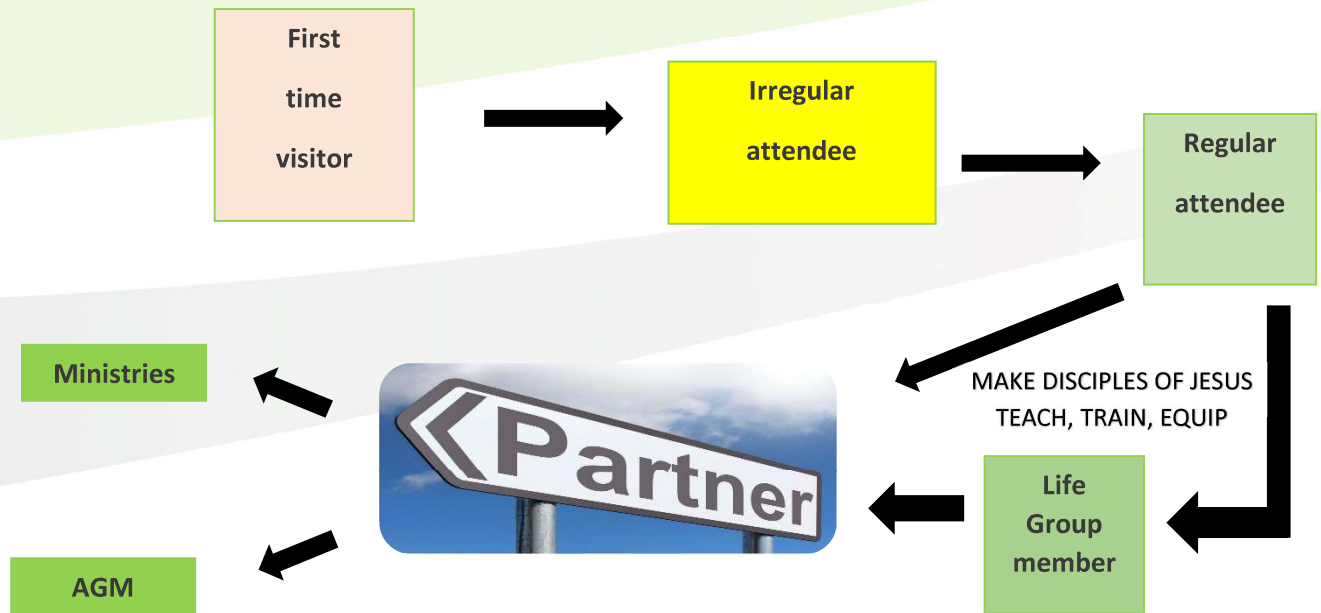 First
time
visitor
Irregular
attendee
Regular
attendee
Ministries
Partner
MAKE DISCIPLES OF JESUS
TEACH, TRAIN, EQUIP
Life
Group
member
AGM